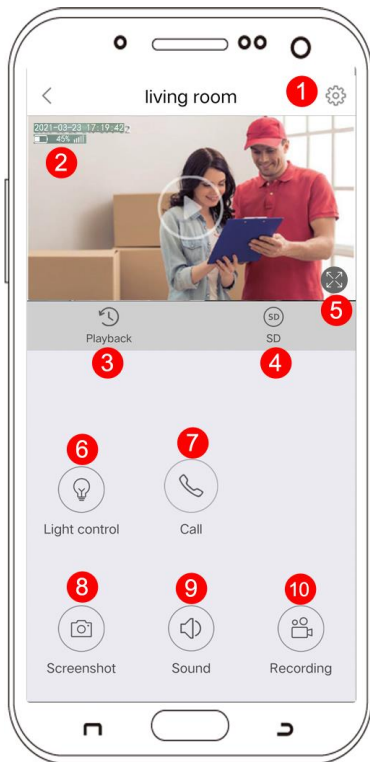 living room
1
2021-03-23 17:19:42
45%
2
5
Playback
SD
SD
3
4
6
7
Light control
Call
8
9
10
Screenshot
Sound
Recording